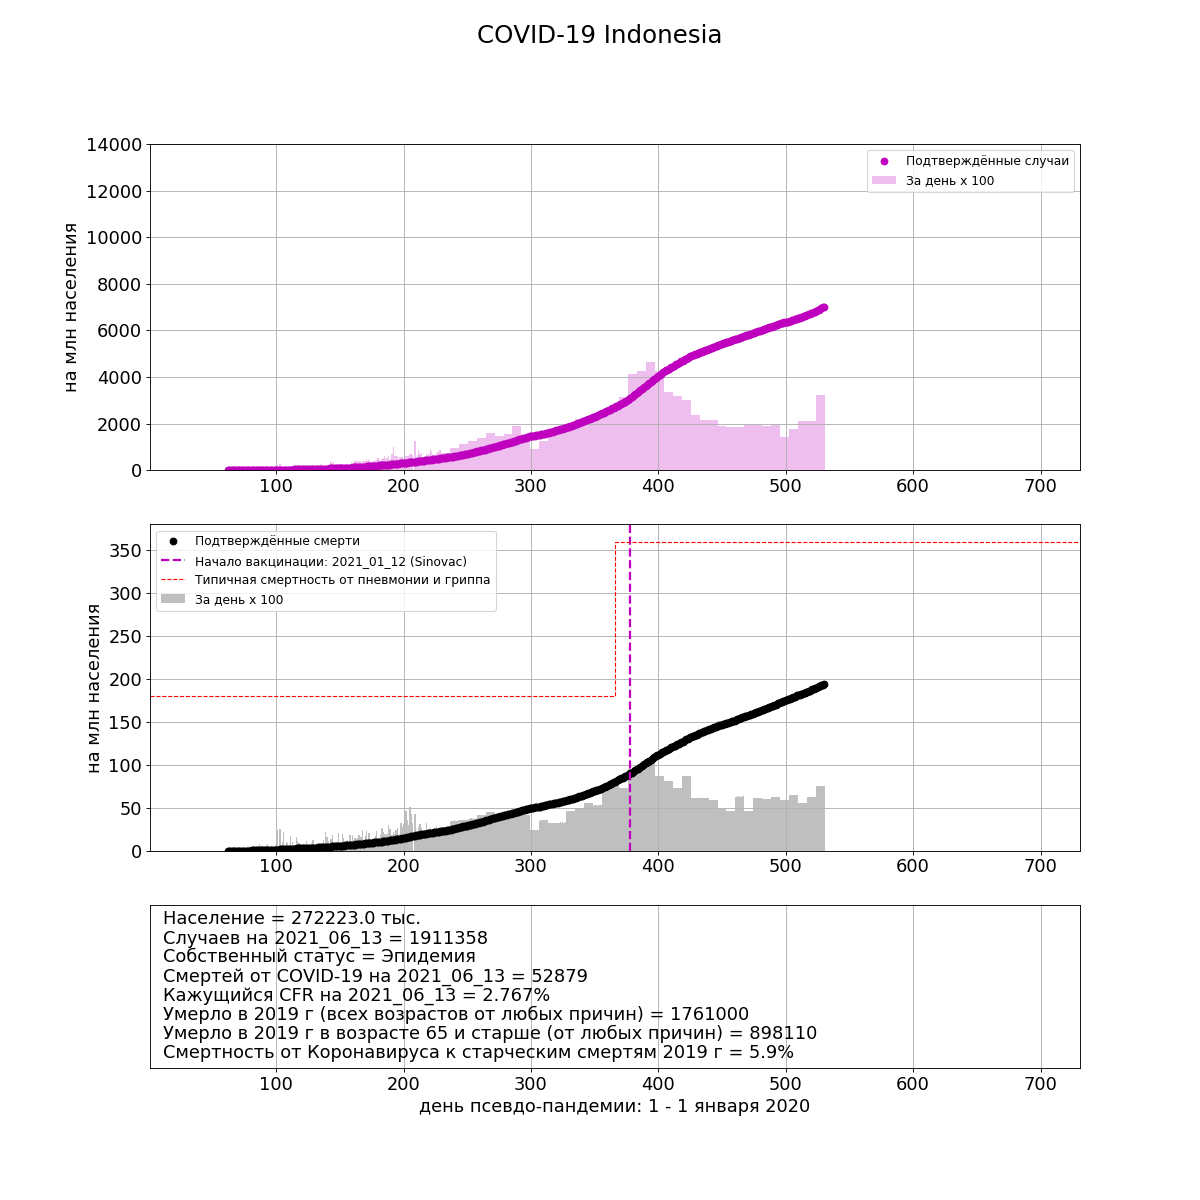 COVID-19 Indonesia
14000
12000
10000
8000
6000
4000
2000
0
на млн населения
Подтверждённые случаи
За день x 100
100 200 300 400 500 600 700
350
300
250
200
150
100
50
0
на млн населения
Подтверждённые смерти
Начало вакцинации: 2021_01_12 (Sinovac)
Типичная смертность от пневмонии и гриппа
За день x 100
100 200 300 400 500 600 700
Население = 272223.0 тыс.
Случаев на 2021_06_13 = 1911358
Собственный статус = Эпидемия
Смертей от COVID-19 на 2021_06_13 = 52879
Кажущийся CFR на 2021_06_13 = 2.767%
Умерло в 2019 г (всех возрастов от любых причин) = 1761000
Умерло в 2019 г в возрасте 65 и старше (от любых причин) = 898110
Смертность от Коронавируса к старческим смертям 2019 г = 5.9%
100 200 300 400 500 600 700
день псевдо-пандемии: 1 - 1 января 2020